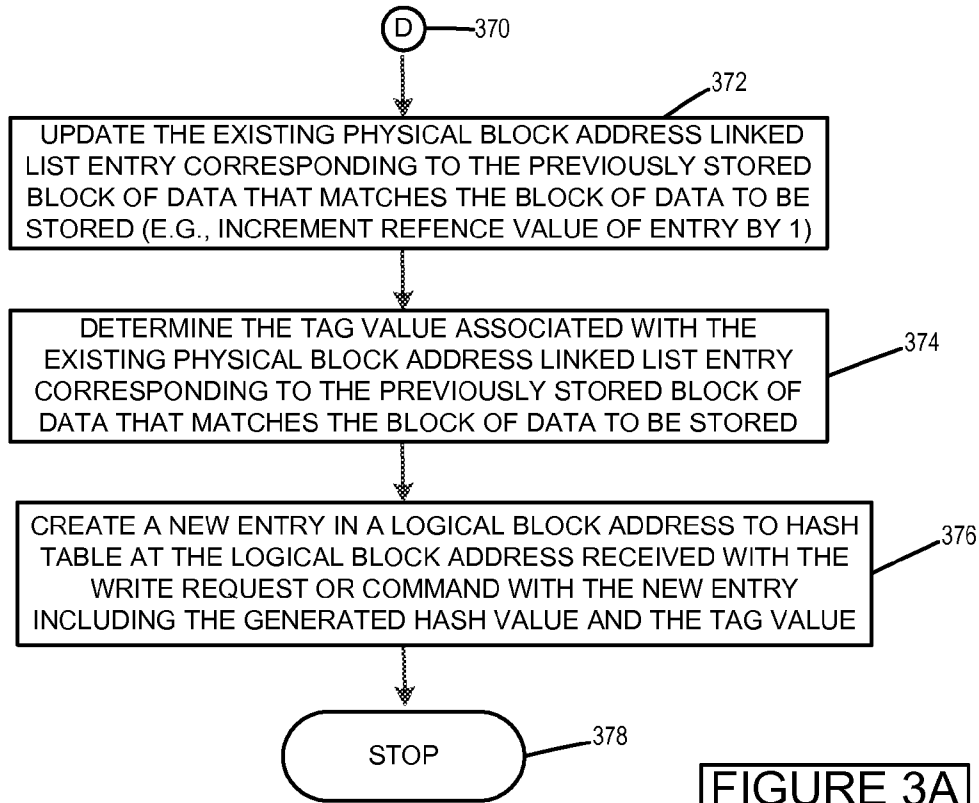 D
370
372
UPDATE THE EXISTING PHYSICAL BLOCK ADDRESS LINKED
LIST ENTRY CORRESPONDING TO THE PREVIOUSLY STORED
BLOCK OF DATA THAT MATCHES THE BLOCK OF DATA TO BE
STORED (E.G., INCREMENT REFENCE VALUE OF ENTRY BY 1)
DETERMINE THE TAG VALUE ASSOCIATED WITH THE
EXISTING PHYSICAL BLOCK ADDRESS LINKED LIST ENTRY
CORRESPONDING TO THE PREVIOUSLY STORED BLOCK OF
DATA THAT MATCHES THE BLOCK OF DATA TO BE STORED
374
CREATE A NEW ENTRY IN A LOGICAL BLOCK ADDRESS TO HASH
TABLE AT THE LOGICAL BLOCK ADDRESS RECEIVED WITH THE
WRITE REQUEST OR COMMAND WITH THE NEW ENTRY
INCLUDING THE GENERATED HASH VALUE AND THE TAG VALUE
376
STOP
378
FIGURE 3A